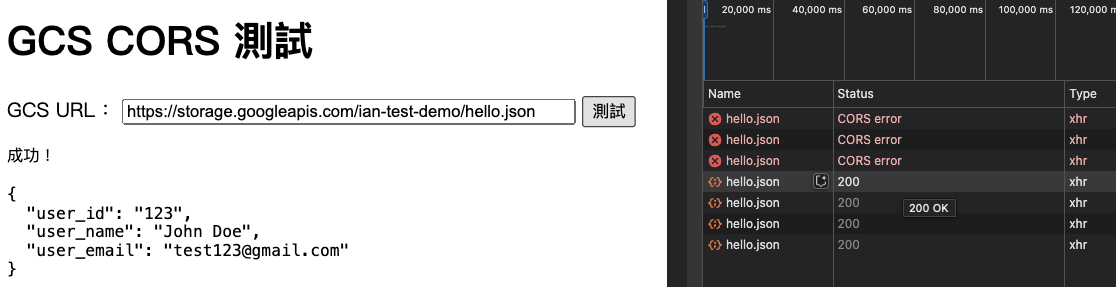 GCS CORS 測試
GCS URL： https://storage.googleapis.com/ian-test-demo/hello.json 測試
成功！
{
"user_id": "123",
"user_name": "John Doe",
"user_email": "test123@gmail.com"
}
20,000 ms 40,000 ms 60,000 ms 80,000 ms 100,000 ms 120,000 ms
Name Status Type
hello.json CORS error xhr
hello.json CORS error xhr
hello.json CORS error xhr
hello.json 200 xhr
hello.json 200 xhr
200 OK
hello.json 200 xhr
hello.json 200 xhr